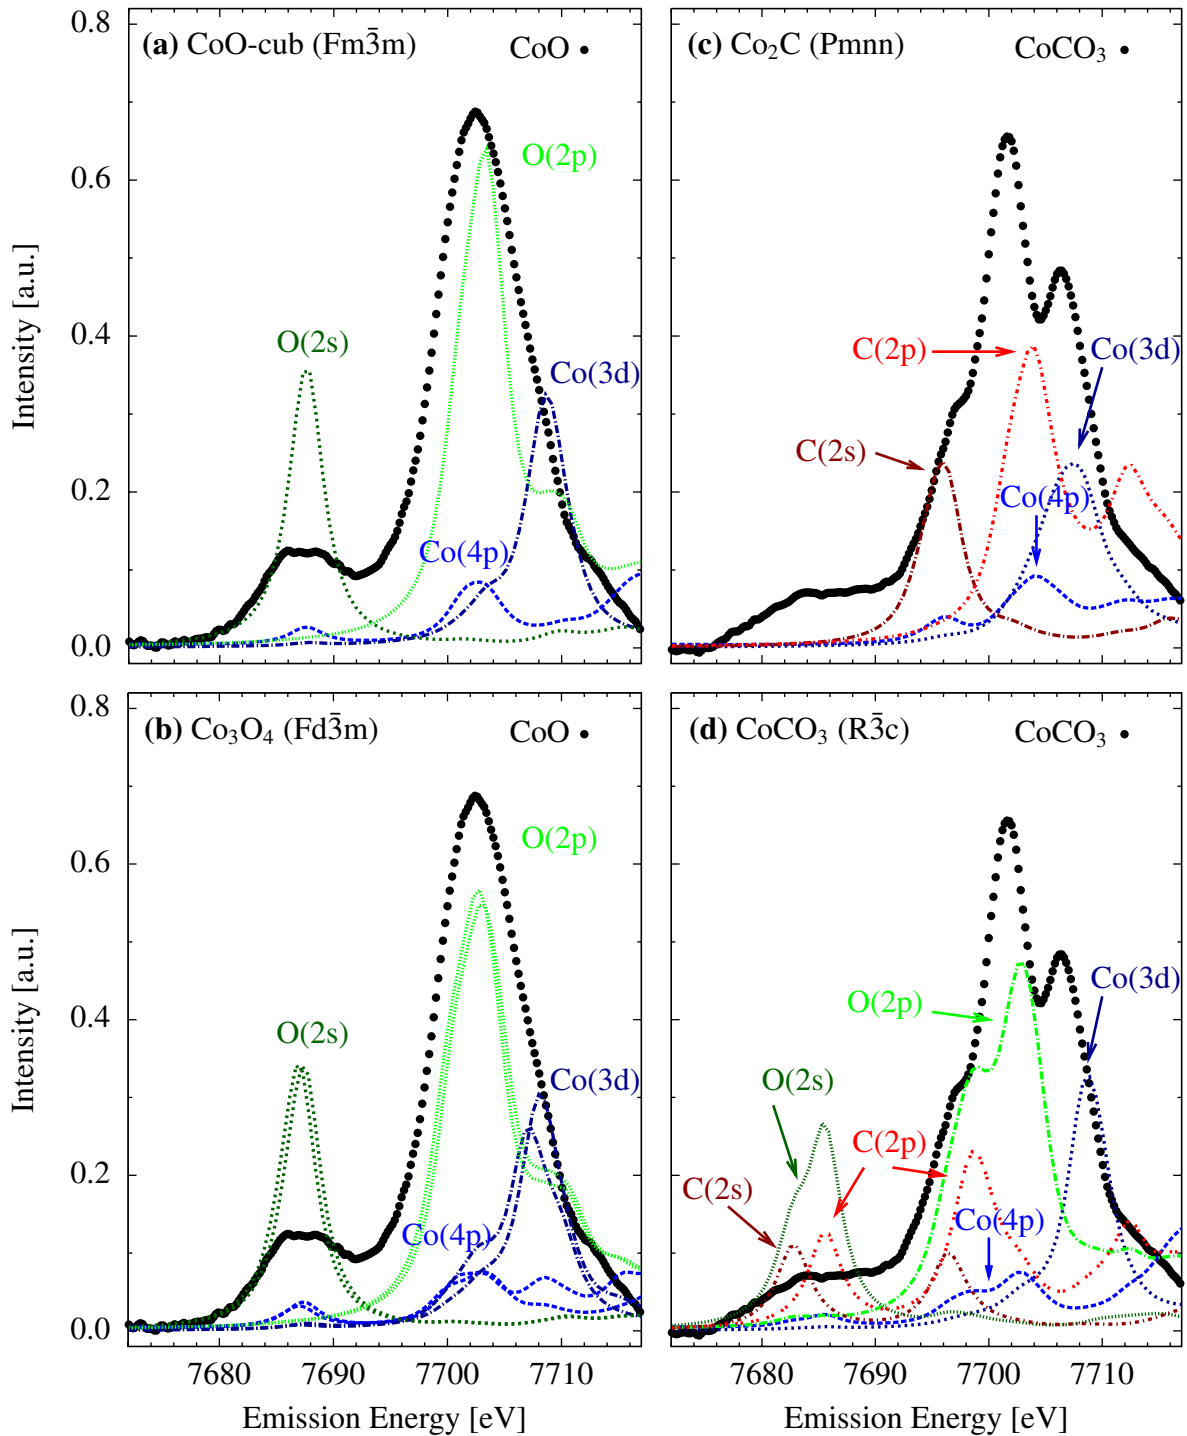 (a) CoO-cub (Fm3̄m)
CoO
O(2p)
O(2s)
Co(3d)
Co(4p)
0.8
0.6
0.4
0.2
0.0
Intensity [a.u.]
(c) Co₂C (Pmnn)
CoCO₃
C(2p)
Co(3d)
C(2s)
Co(4p)
(b) Co₃O₄ (Fd3̄m)
CoO
O(2p)
O(2s)
Co(3d)
Co(4p)
0.8
0.6
0.4
0.2
0.0
Intensity [a.u.]
7680
7690
7700
7710
Emission Energy [eV]
(d) CoCO₃ (R3̄c)
CoCO₃
O(2p)
Co(3d)
O(2s)
C(2p)
C(2s)
Co(4p)
7680
7690
7700
7710
Emission Energy [eV]